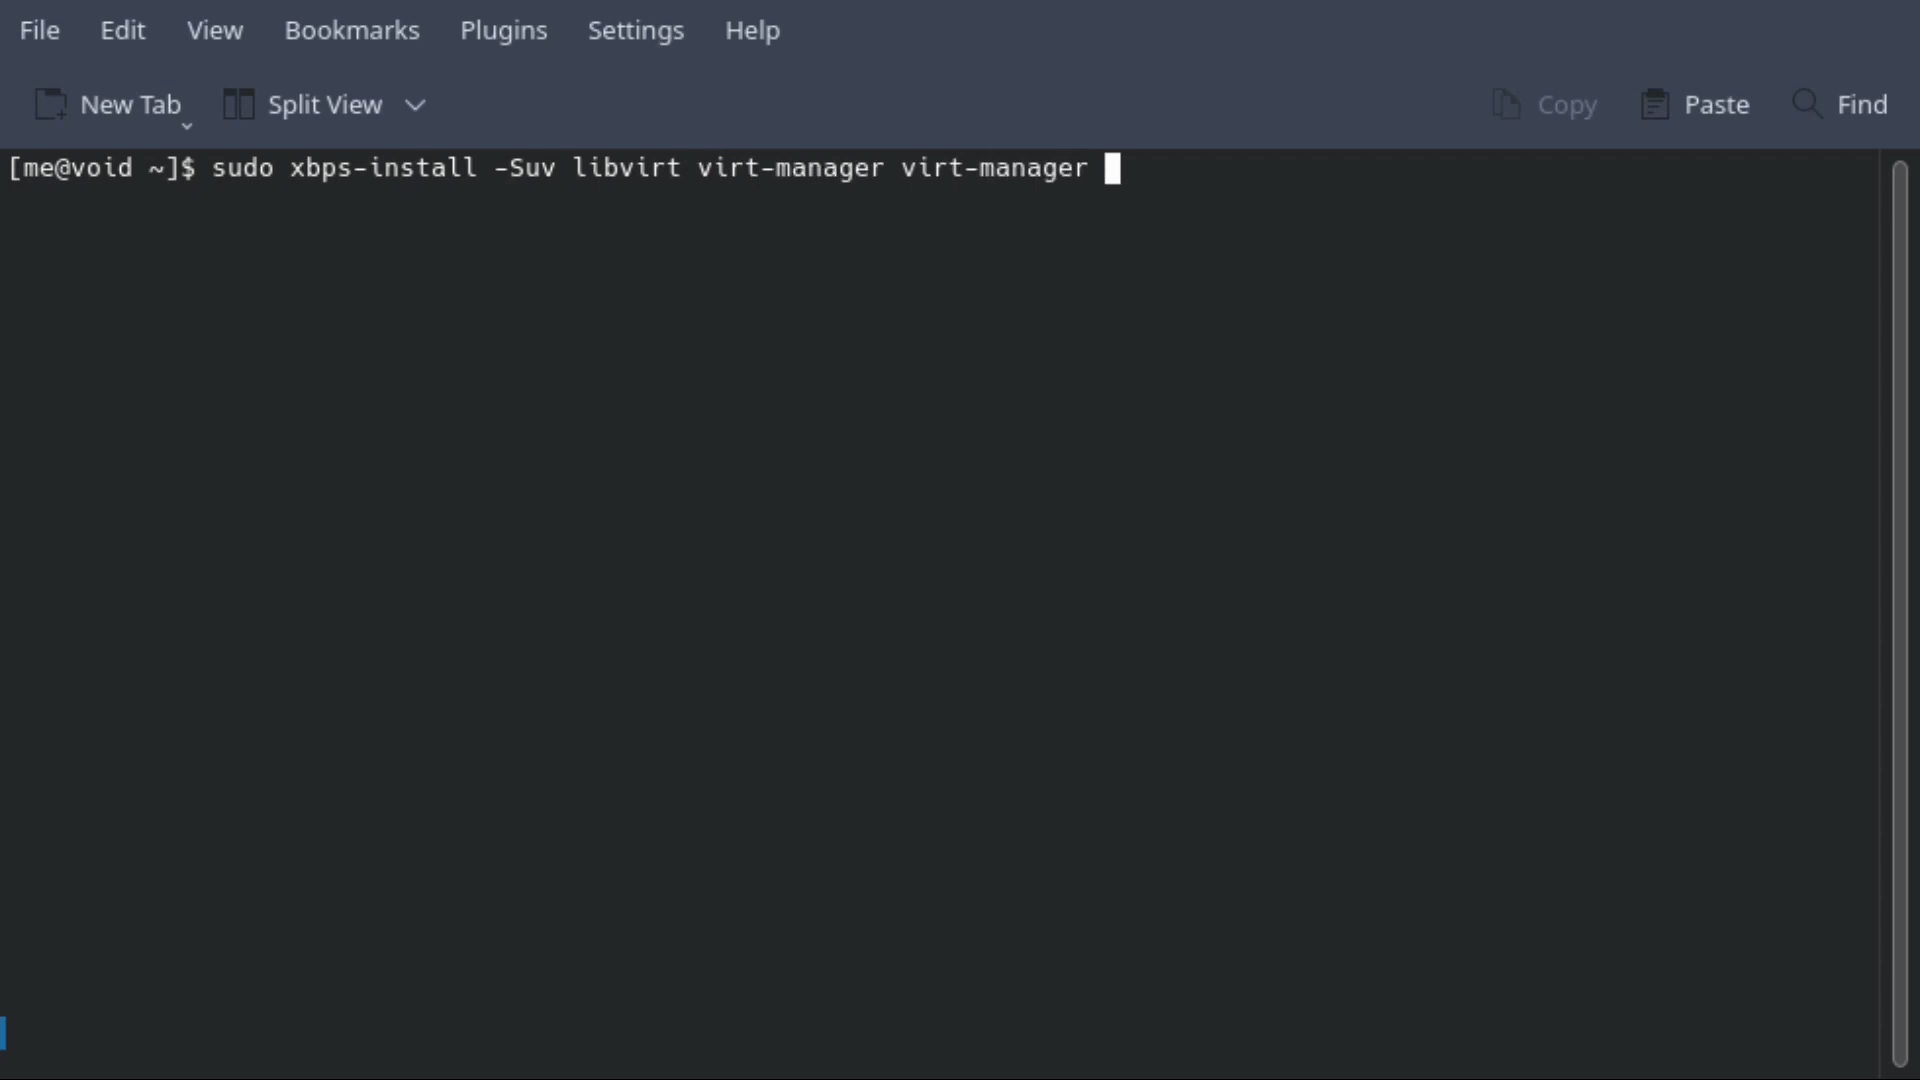 File Edit View Bookmarks Plugins Settings Help
New Tab Split View Copy Paste Find
[me@void ~]$ sudo xbps-install -Suv libvirt virt-manager virt-manager